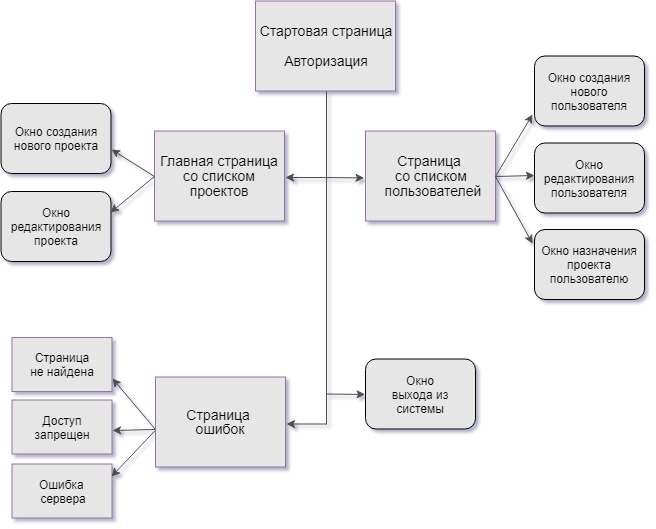 Стартовая страница
Авторизация
Окно создания
нового проекта
Окно
редактирования
проекта
Главная страница
со списком
проектов
Страница
со списком
пользователей
Окно создания
нового
пользователя
Окно
редактирования
пользователя
Окно назначения
проекта
пользователю
Страница
не найдена
Доступ
запрещен
Ошибка
сервера
Страница
ошибок
Окно
выхода из
системы